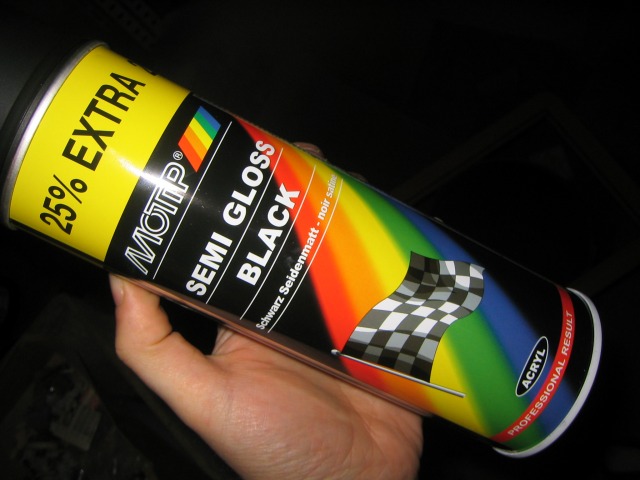 25% EXTRA
MOTIP®
SEMI GLOSS
BLACK
Schwarz Seidenmatt - noir satiné
ACRYL
PROFESSIONAL RESULT